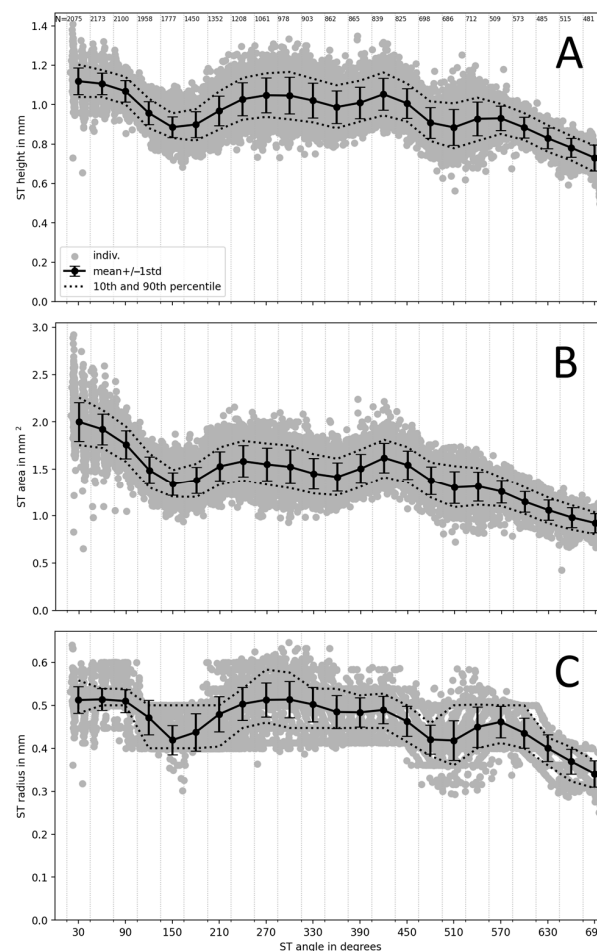 N=2075 2173 2100 1958 1777 1450 1352 1208 1061 978 903 862 865 839 825 698 686 712 509 573 485 515 481
A
ST height in mm
1.4
1.2
1.0
0.8
0.6
0.4
0.2
0.0
indiv.
mean+/−1std
10th and 90th percentile
B
ST area in mm ²
3.0
2.5
2.0
1.5
1.0
0.5
0.0
C
ST radius in mm
0.6
0.5
0.4
0.3
0.2
0.1
0.0
30 90 150 210 270 330 390 450 510 570 630 690
ST angle in degrees